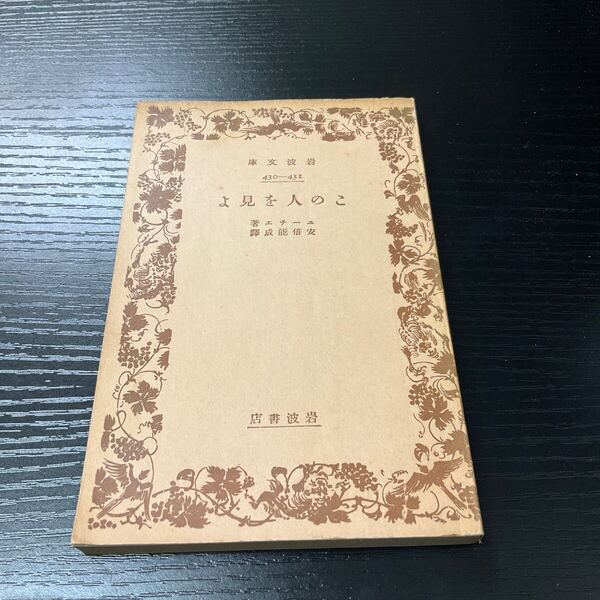 岩波文庫
430—431
この人を見よ
ニーチエ著
安倍能成譯
岩波書店